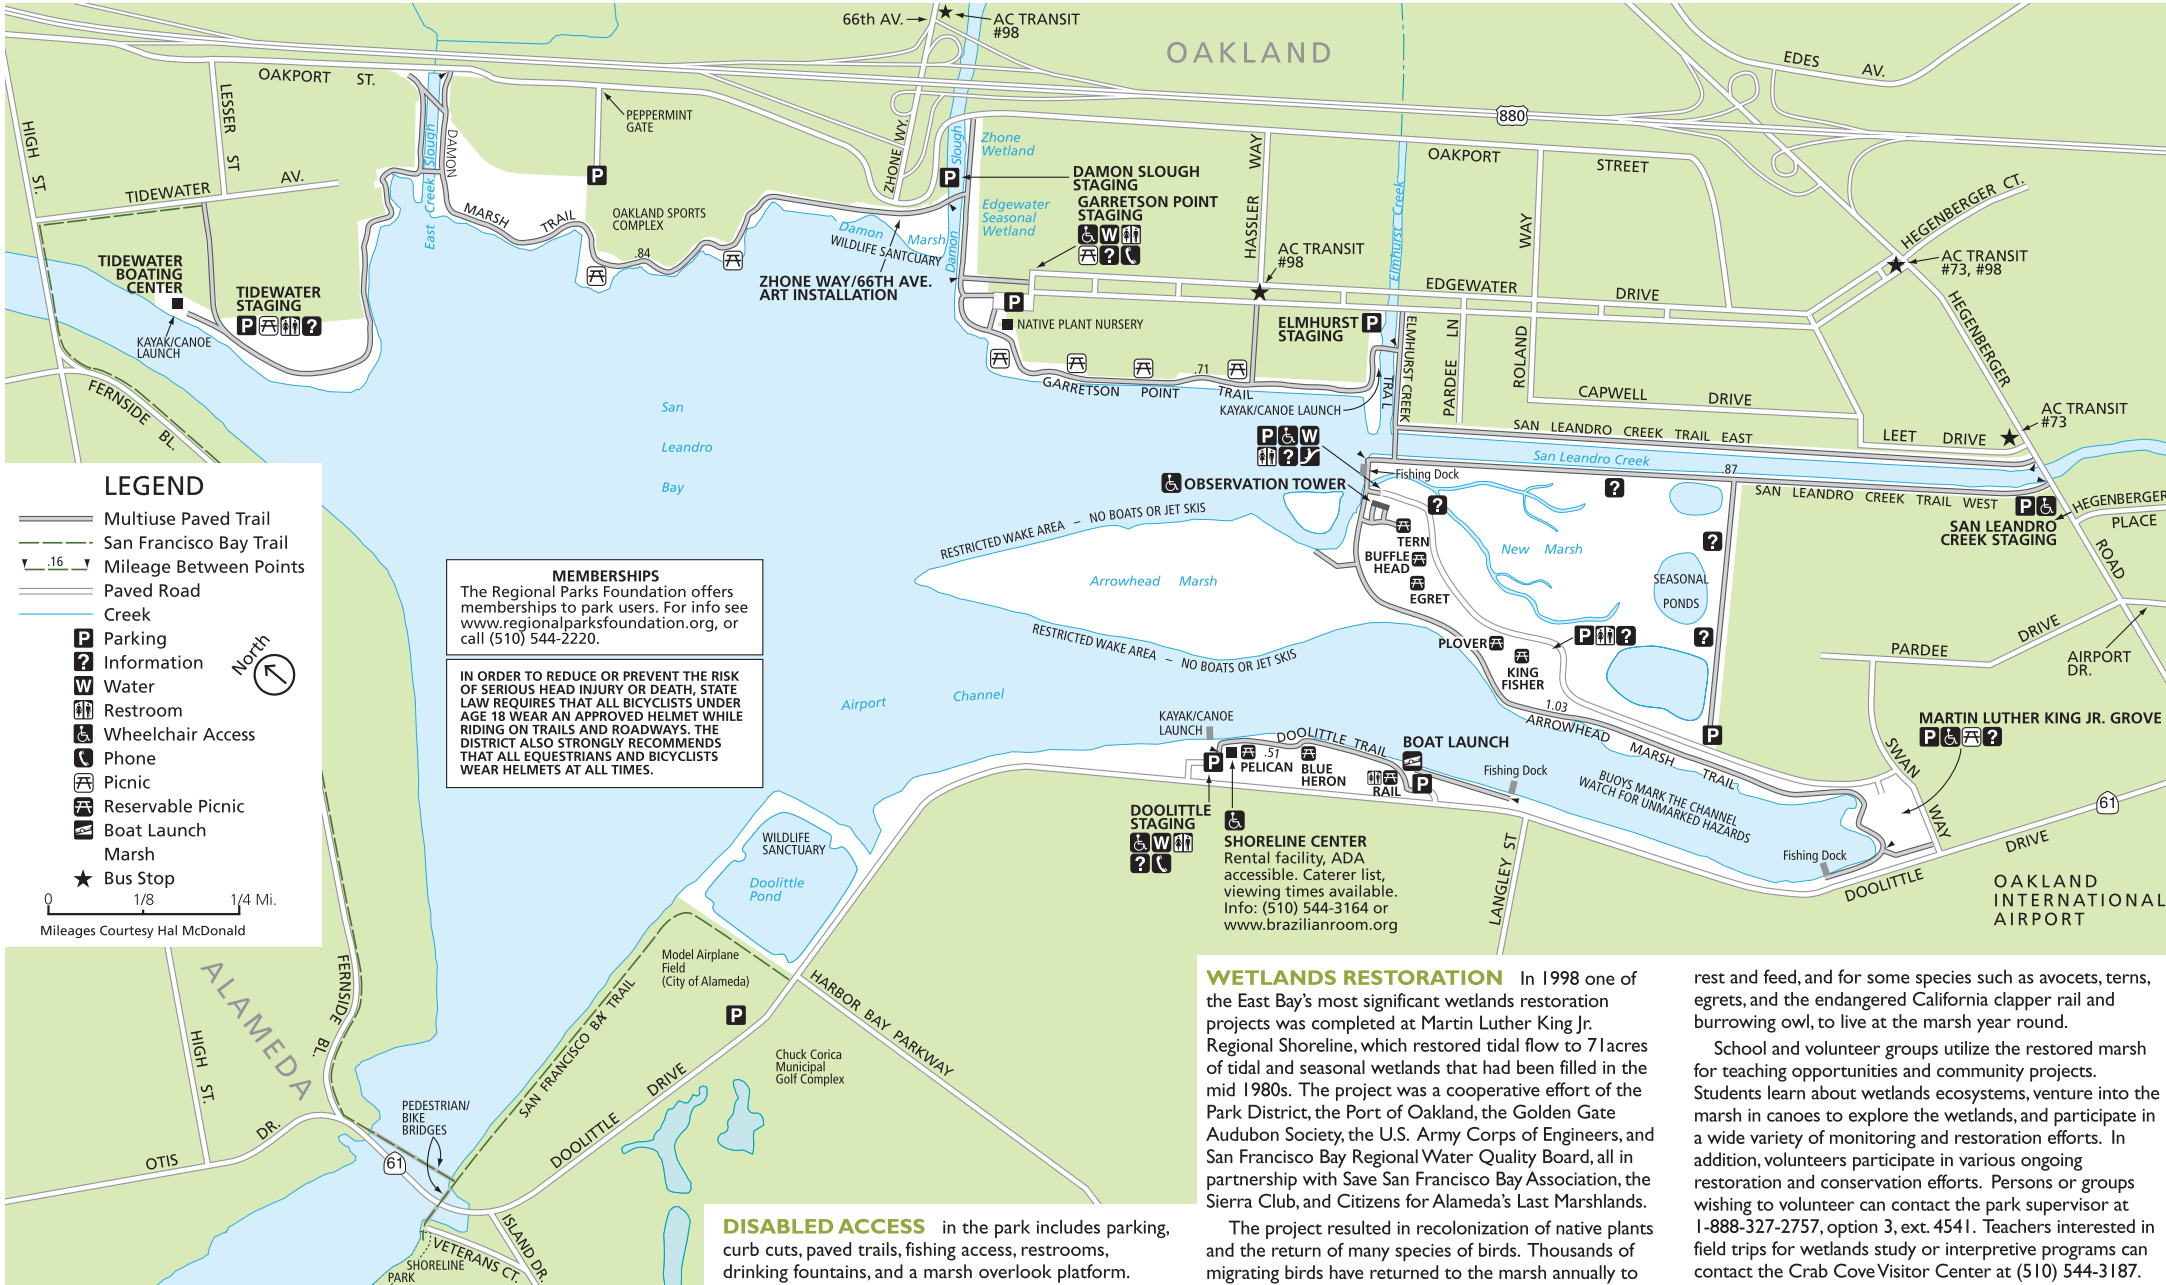 66th AV.
AC TRANSIT
#98
OAKLAND
EDES AV.
OAKPORT ST.
LESSER ST
HIGH ST.
PEPPERMINT
GATE
880
DAMON
MARSH TRAIL
East Creek Slough
ZHONE WY.
Damon Slough
Zhone
Wetland
HASSLER WAY
OAKPORT STREET
WAY
ROLAND
HEGENBERGER CT.
TIDEWATER AV.
DAMON SLOUGH
STAGING
GARRETSON POINT
STAGING
W
?
Edgewater
Seasonal
Wetland
OAKLAND SPORTS
COMPLEX
.84
Damon Marsh
WILDLIFE SANTCUARY
ZHONE WAY/66TH AVE.
ART INSTALLATION
AC TRANSIT
#98
Elmhurst Creek
AC TRANSIT
#73, #98
TIDEWATER
BOATING
CENTER
TIDEWATER
STAGING
P ?
KAYAK/CANOE
LAUNCH
EDGEWATER DRIVE
HEGENBERGER
P
NATIVE PLANT NURSERY
ELMHURST
STAGING
P
ELMHURST CREEK
TRAIL
PARDEE LN
FERNSIDE BL.
.71
GARRETSON POINT TRAIL
KAYAK/CANOE LAUNCH
CAPWELL DRIVE
San
Leandro
Bay
AC TRANSIT
#73
SAN LEANDRO CREEK TRAIL EAST
LEET DRIVE
San Leandro Creek
.87
P W
?
Fishing Dock
OBSERVATION TOWER
SAN LEANDRO CREEK TRAIL WEST
P
HEGENBERGER
PLACE
SAN LEANDRO
CREEK STAGING
ROAD
RESTRICTED WAKE AREA – NO BOATS OR JET SKIS
TERN
BUFFLE
HEAD
EGRET
New Marsh
Arrowhead Marsh
SEASONAL
PONDS
RESTRICTED WAKE AREA – NO BOATS OR JET SKIS
PLOVER
P ?
KING
FISHER
PARDEE DRIVE
AIRPORT
DR.
LEGEND
Multiuse Paved Trail
San Francisco Bay Trail
.16 Mileage Between Points
Paved Road
Creek
P Parking
? Information
W Water
Restroom
Wheelchair Access
Phone
Picnic
Reservable Picnic
Boat Launch
Marsh
Bus Stop
0 1/8 1/4 Mi.
Mileages Courtesy Hal McDonald
North
MEMBERSHIPS
The Regional Parks Foundation offers
memberships to park users. For info see
www.regionalparksfoundation.org, or
call (510) 544-2220.
IN ORDER TO REDUCE OR PREVENT THE RISK
OF SERIOUS HEAD INJURY OR DEATH, STATE
LAW REQUIRES THAT ALL BICYCLISTS UNDER
AGE 18 WEAR AN APPROVED HELMET WHILE
RIDING ON TRAILS AND ROADWAYS. THE
DISTRICT ALSO STRONGLY RECOMMENDS
THAT ALL EQUESTRIANS AND BICYCLISTS
WEAR HELMETS AT ALL TIMES.
Airport Channel
1.03
ARROWHEAD MARSH TRAIL
KAYAK/CANOE
LAUNCH
DOOLITTLE TRAIL
.51
PELICAN
BLUE
HERON
BOAT LAUNCH
RAIL
P
Fishing Dock
BUOYS MARK THE CHANNEL
WATCH FOR UNMARKED HAZARDS
MARTIN LUTHER KING JR. GROVE
P ?
SWAN WAY
61
DOOLITTLE
STAGING
W
?
SHORELINE CENTER
Rental facility, ADA
accessible. Caterer list,
viewing times available.
Info: (510) 544-3164 or
www.brazilianroom.org
LANGLEY ST
Fishing Dock
DOOLITTLE DRIVE
OAKLAND
INTERNATIONAL
AIRPORT
WILDLIFE
SANCTUARY
Doolittle
Pond
Model Airplane
Field
(City of Alameda)
P
HARBOR BAY PARKWAY
SAN FRANCISCO BAY TRAIL
Chuck Corica
Municipal
Golf Complex
DOOLITTLE DRIVE
ALAMEDA
FERNSIDE BL.
HIGH ST.
PEDESTRIAN/
BIKE
BRIDGES
OTIS DR.
61
ISLAND DR.
VETERANS CT.
SHORELINE
PARK
DISABLED ACCESS in the park includes parking,
curb cuts, paved trails, fishing access, restrooms,
drinking fountains, and a marsh overlook platform.
WETLANDS RESTORATION In 1998 one of
the East Bay's most significant wetlands restoration
projects was completed at Martin Luther King Jr.
Regional Shoreline, which restored tidal flow to 71acres
of tidal and seasonal wetlands that had been filled in the
mid 1980s. The project was a cooperative effort of the
Park District, the Port of Oakland, the Golden Gate
Audubon Society, the U.S. Army Corps of Engineers, and
San Francisco Bay Regional Water Quality Board, all in
partnership with Save San Francisco Bay Association, the
Sierra Club, and Citizens for Alameda's Last Marshlands.
The project resulted in recolonization of native plants
and the return of many species of birds. Thousands of
migrating birds have returned to the marsh annually to
rest and feed, and for some species such as avocets, terns,
egrets, and the endangered California clapper rail and
burrowing owl, to live at the marsh year round.
School and volunteer groups utilize the restored marsh
for teaching opportunities and community projects.
Students learn about wetlands ecosystems, venture into the
marsh in canoes to explore the wetlands, and participate in
a wide variety of monitoring and restoration efforts. In
addition, volunteers participate in various ongoing
restoration and conservation efforts. Persons or groups
wishing to volunteer can contact the park supervisor at
1-888-327-2757, option 3, ext. 4541. Teachers interested in
field trips for wetlands study or interpretive programs can
contact the Crab Cove Visitor Center at (510) 544-3187.